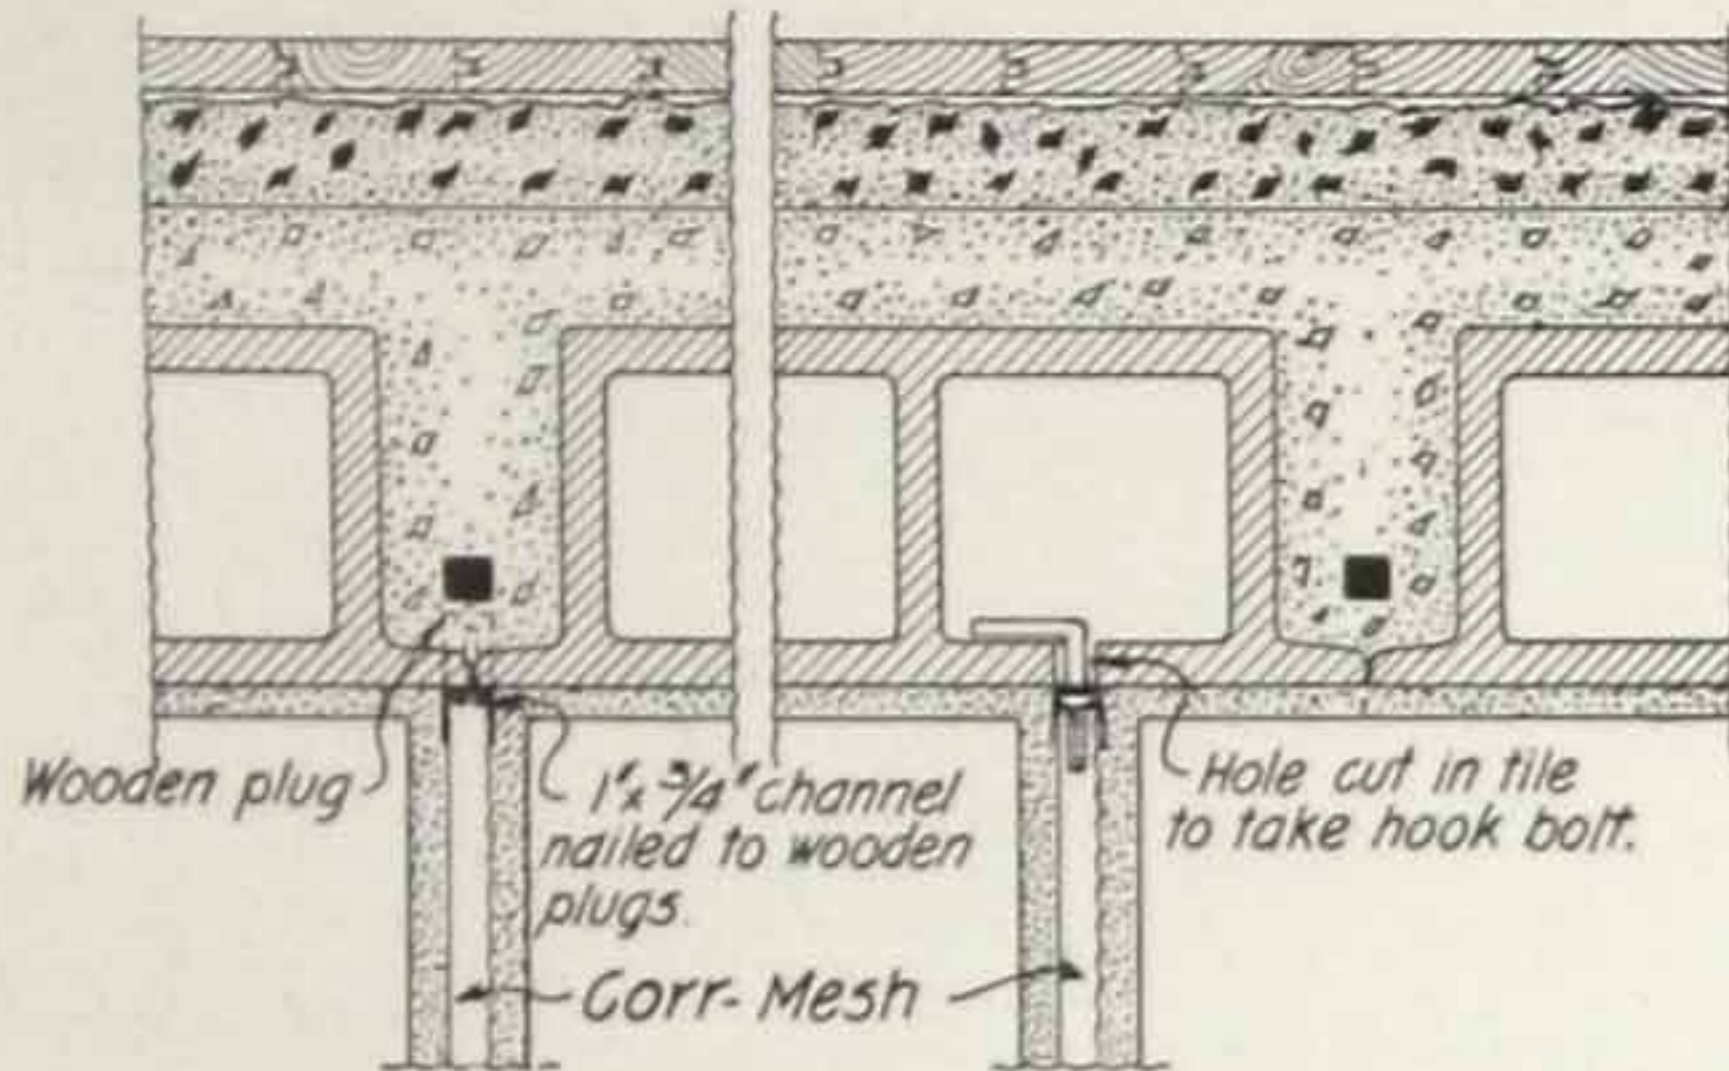 Wooden plug
1" x 3/4" channel
nailed to wooden
plugs.
Hole cut in tile
to take hook bolt.
Corr-Mesh